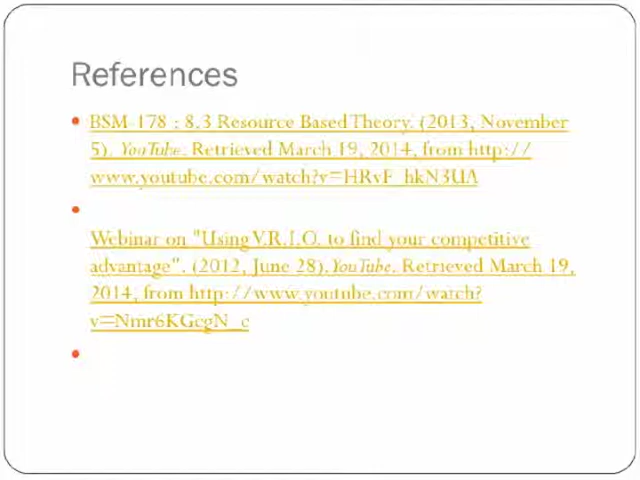 References
• BSM-178 : 8.3 Resource Based Theory. (2013, November
5). YouTube. Retrieved March 19, 2014, from http://
www.youtube.com/watch?v=HRvF_hkN3UA
•
Webinar on "Using V.R.I.O. to find your competitive
advantage". (2012, June 28). YouTube. Retrieved March 19,
2014, from http://www.youtube.com/watch?
v=Nmr6KGcgN_c
•